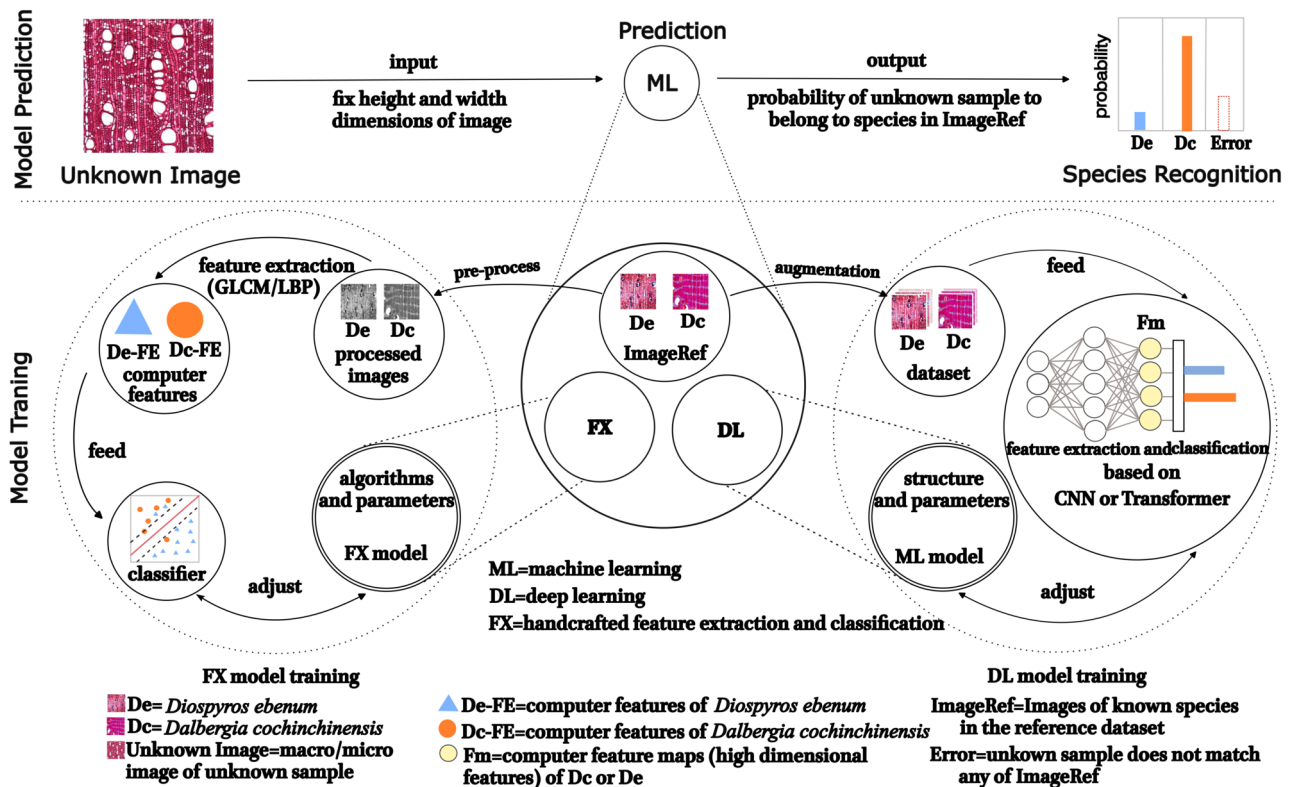 Model Prediction
Unknown Image
input
fix height and width
dimensions of image
Prediction
ML
output
probability of unknown sample to
belong to species in ImageRef
probability
De Dc Error
Species Recognition
Model Traning
feature extraction
(GLCM/LBP)
De-FE Dc-FE
computer
features
De Dc
processed
images
pre-process
feed
classifier
adjust
algorithms
and parameters
FX model
De Dc
ImageRef
FX
DL
augmentation
De Dc
dataset
feed
Fm
feature extraction and classification
based on
CNN or Transformer
structure
and parameters
ML model
adjust
ML=machine learning
DL=deep learning
FX=handcrafted feature extraction and classification
FX model training
DL model training
De= Diospyros ebenum
Dc= Dalbergia cochinchinensis
Unknown Image=macro/micro
image of unknown sample
De-FE=computer features of Diospyros ebenum
Dc-FE=computer features of Dalbergia cochinchinensis
Fm=computer feature maps (high dimensional
features) of Dc or De
ImageRef=Images of known species
in the reference dataset
Error=unkown sample does not match
any of ImageRef